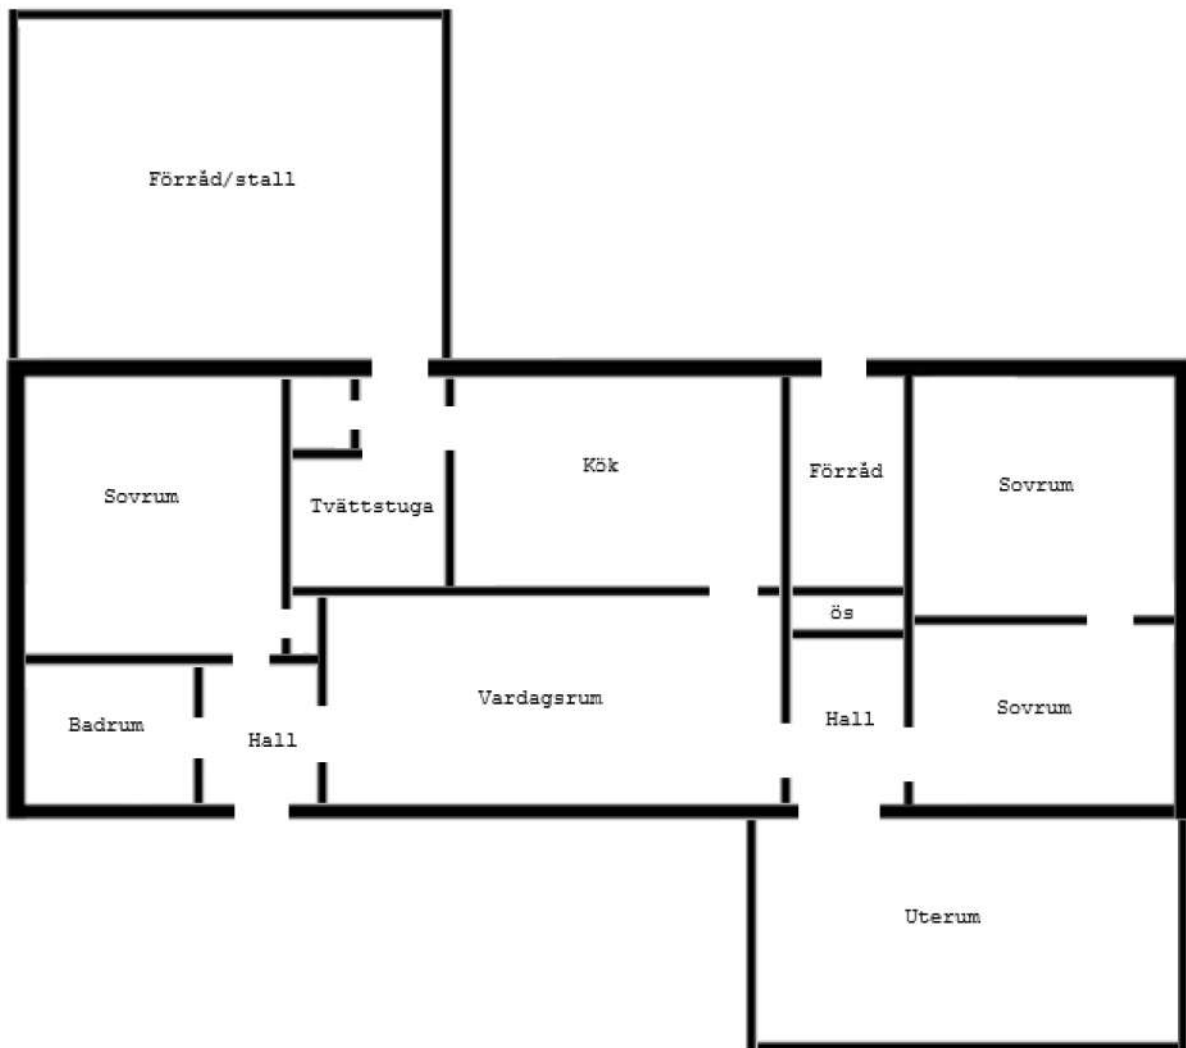 Förråd/stall
Sovrum
Tvättstuga
Kök
Förråd
Sovrum
ös
Badrum
Hall
Vardagsrum
Hall
Sovrum
Uterum